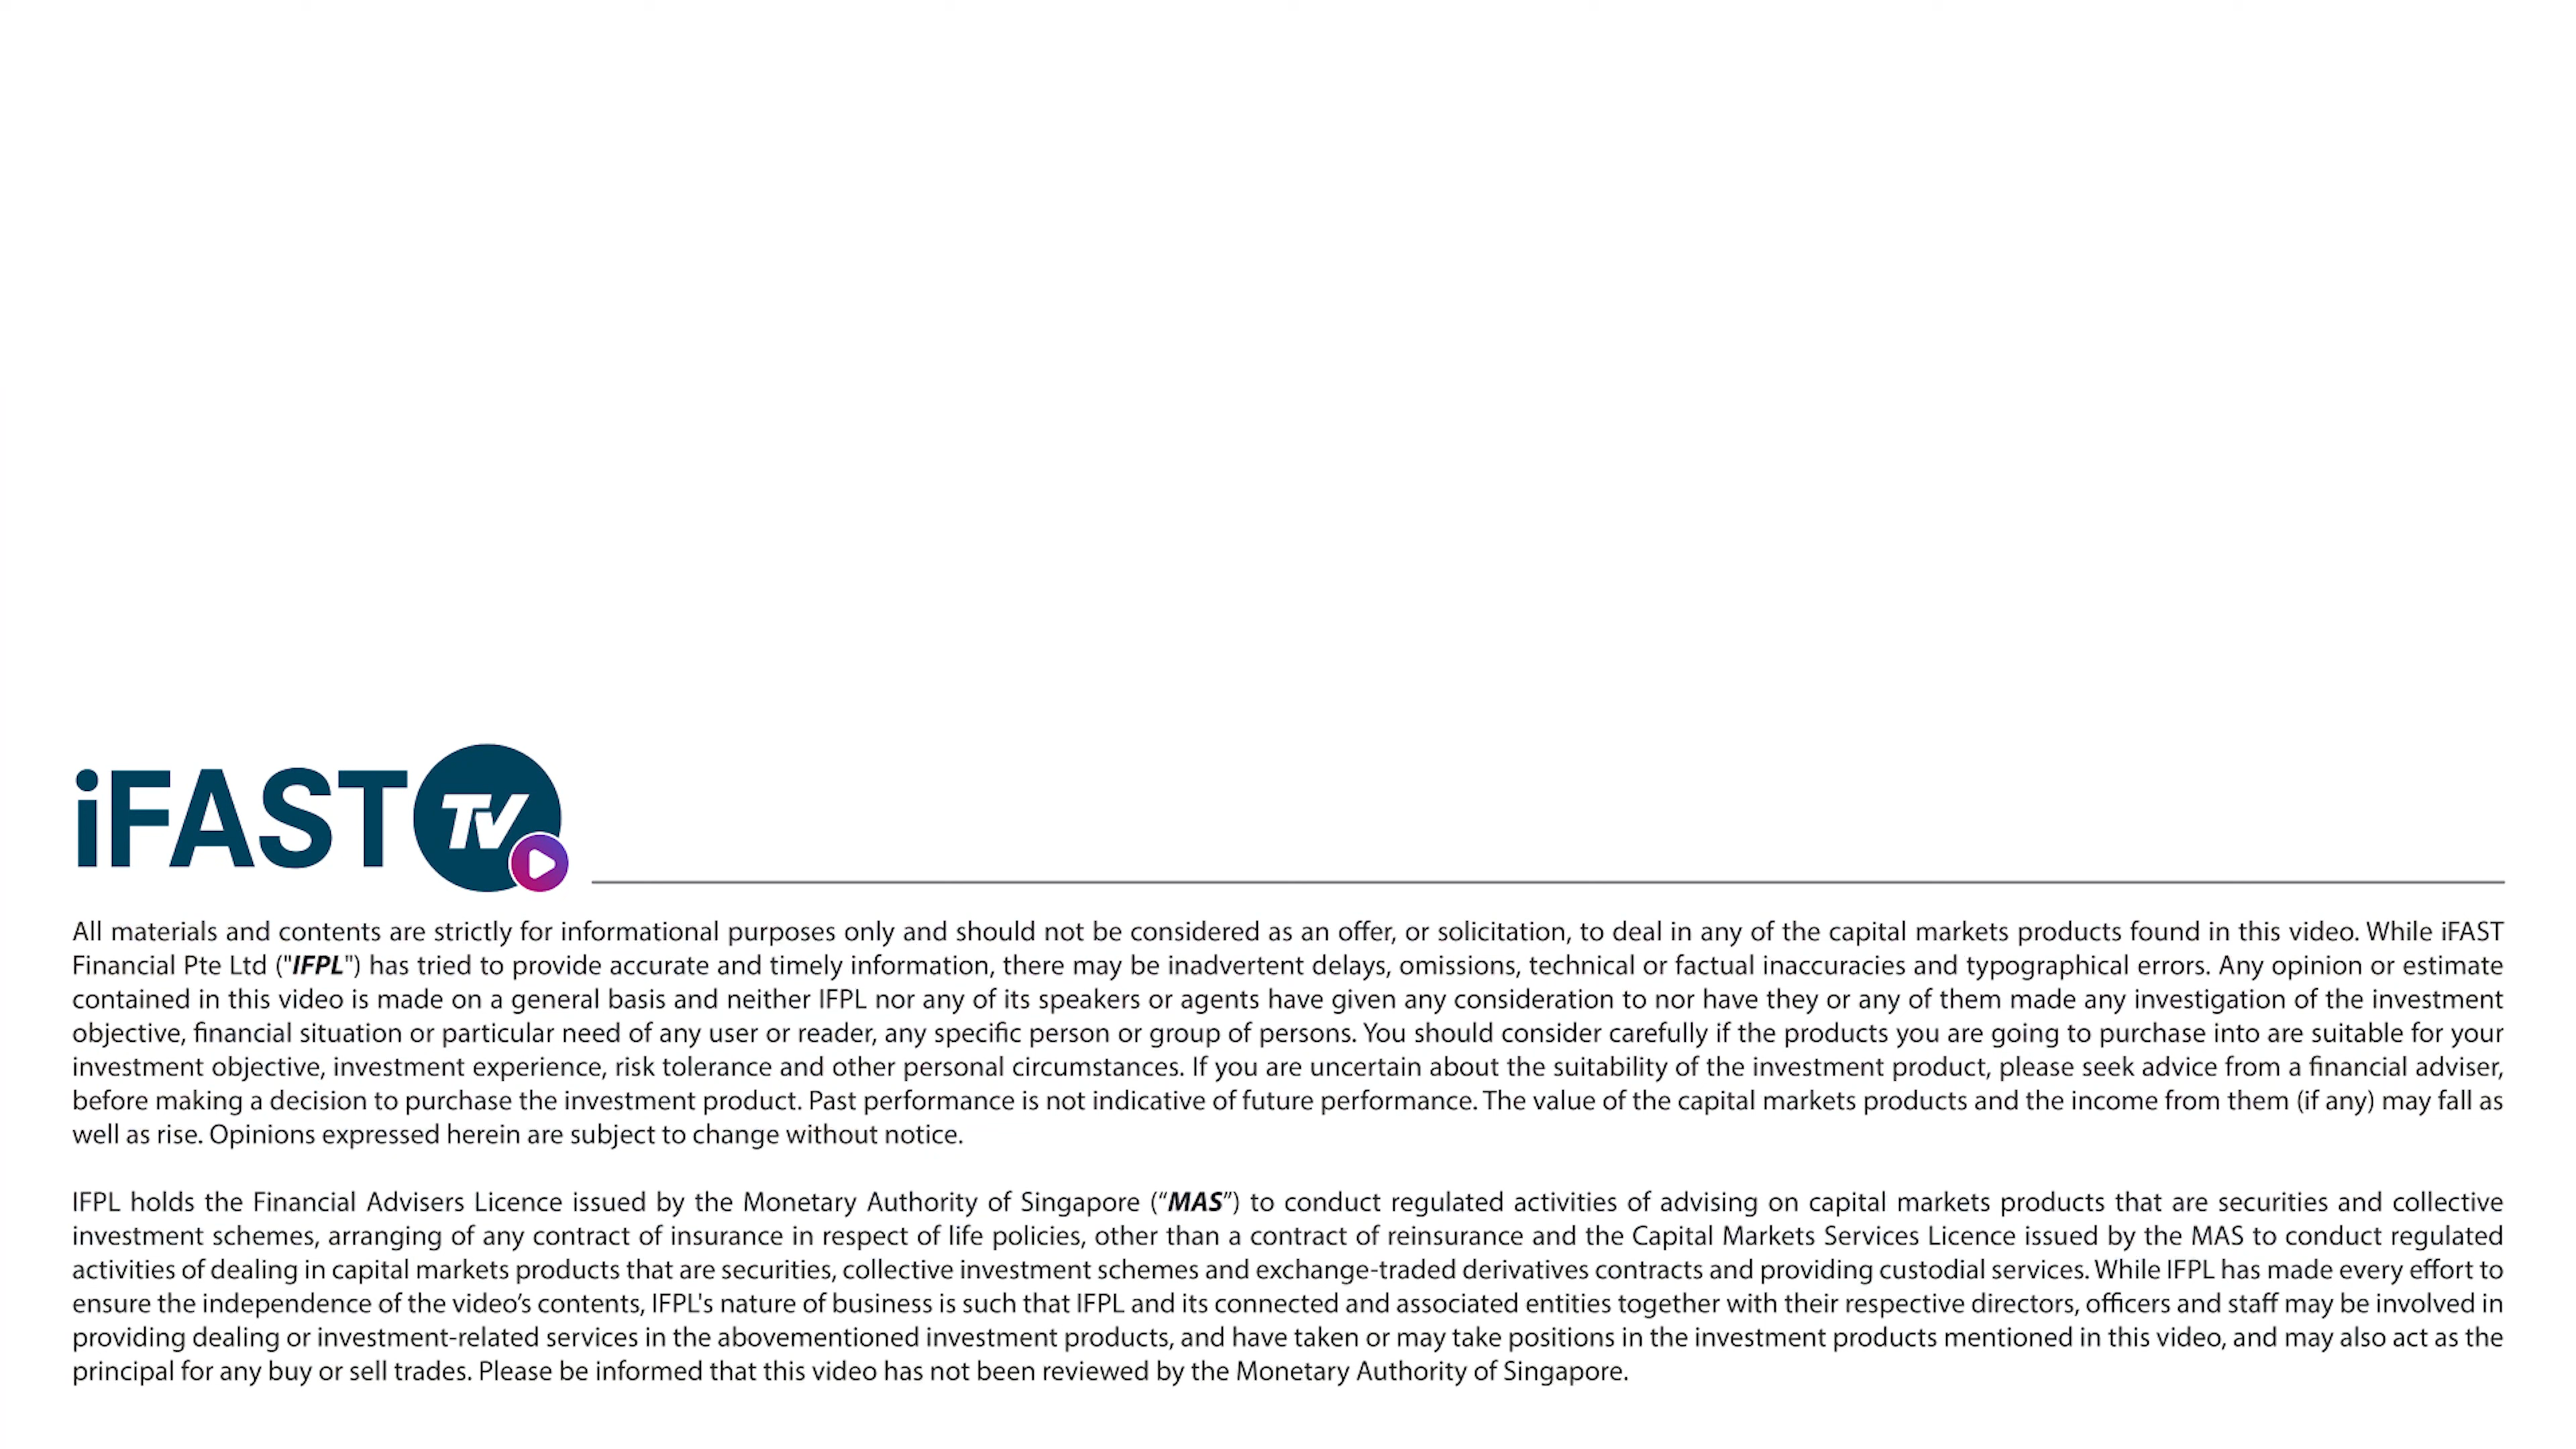 iFAST TV
All materials and contents are strictly for informational purposes only and should not be considered as an offer, or solicitation, to deal in any of the capital markets products found in this video. While iFAST
Financial Pte Ltd ("IFPL") has tried to provide accurate and timely information, there may be inadvertent delays, omissions, technical or factual inaccuracies and typographical errors. Any opinion or estimate
contained in this video is made on a general basis and neither IFPL nor any of its speakers or agents have given any consideration to nor have they or any of them made any investigation of the investment
objective, financial situation or particular need of any user or reader, any specific person or group of persons. You should consider carefully if the products you are going to purchase into are suitable for your
investment objective, investment experience, risk tolerance and other personal circumstances. If you are uncertain about the suitability of the investment product, please seek advice from a financial adviser,
before making a decision to purchase the investment product. Past performance is not indicative of future performance. The value of the capital markets products and the income from them (if any) may fall as
well as rise. Opinions expressed herein are subject to change without notice.
IFPL holds the Financial Advisers Licence issued by the Monetary Authority of Singapore (“MAS”) to conduct regulated activities of advising on capital markets products that are securities and collective
investment schemes, arranging of any contract of insurance in respect of life policies, other than a contract of reinsurance and the Capital Markets Services Licence issued by the MAS to conduct regulated
activities of dealing in capital markets products that are securities, collective investment schemes and exchange-traded derivatives contracts and providing custodial services. While IFPL has made every effort to
ensure the independence of the video’s contents, IFPL's nature of business is such that IFPL and its connected and associated entities together with their respective directors, officers and staff may be involved in
providing dealing or investment-related services in the abovementioned investment products, and have taken or may take positions in the investment products mentioned in this video, and may also act as the
principal for any buy or sell trades. Please be informed that this video has not been reviewed by the Monetary Authority of Singapore.